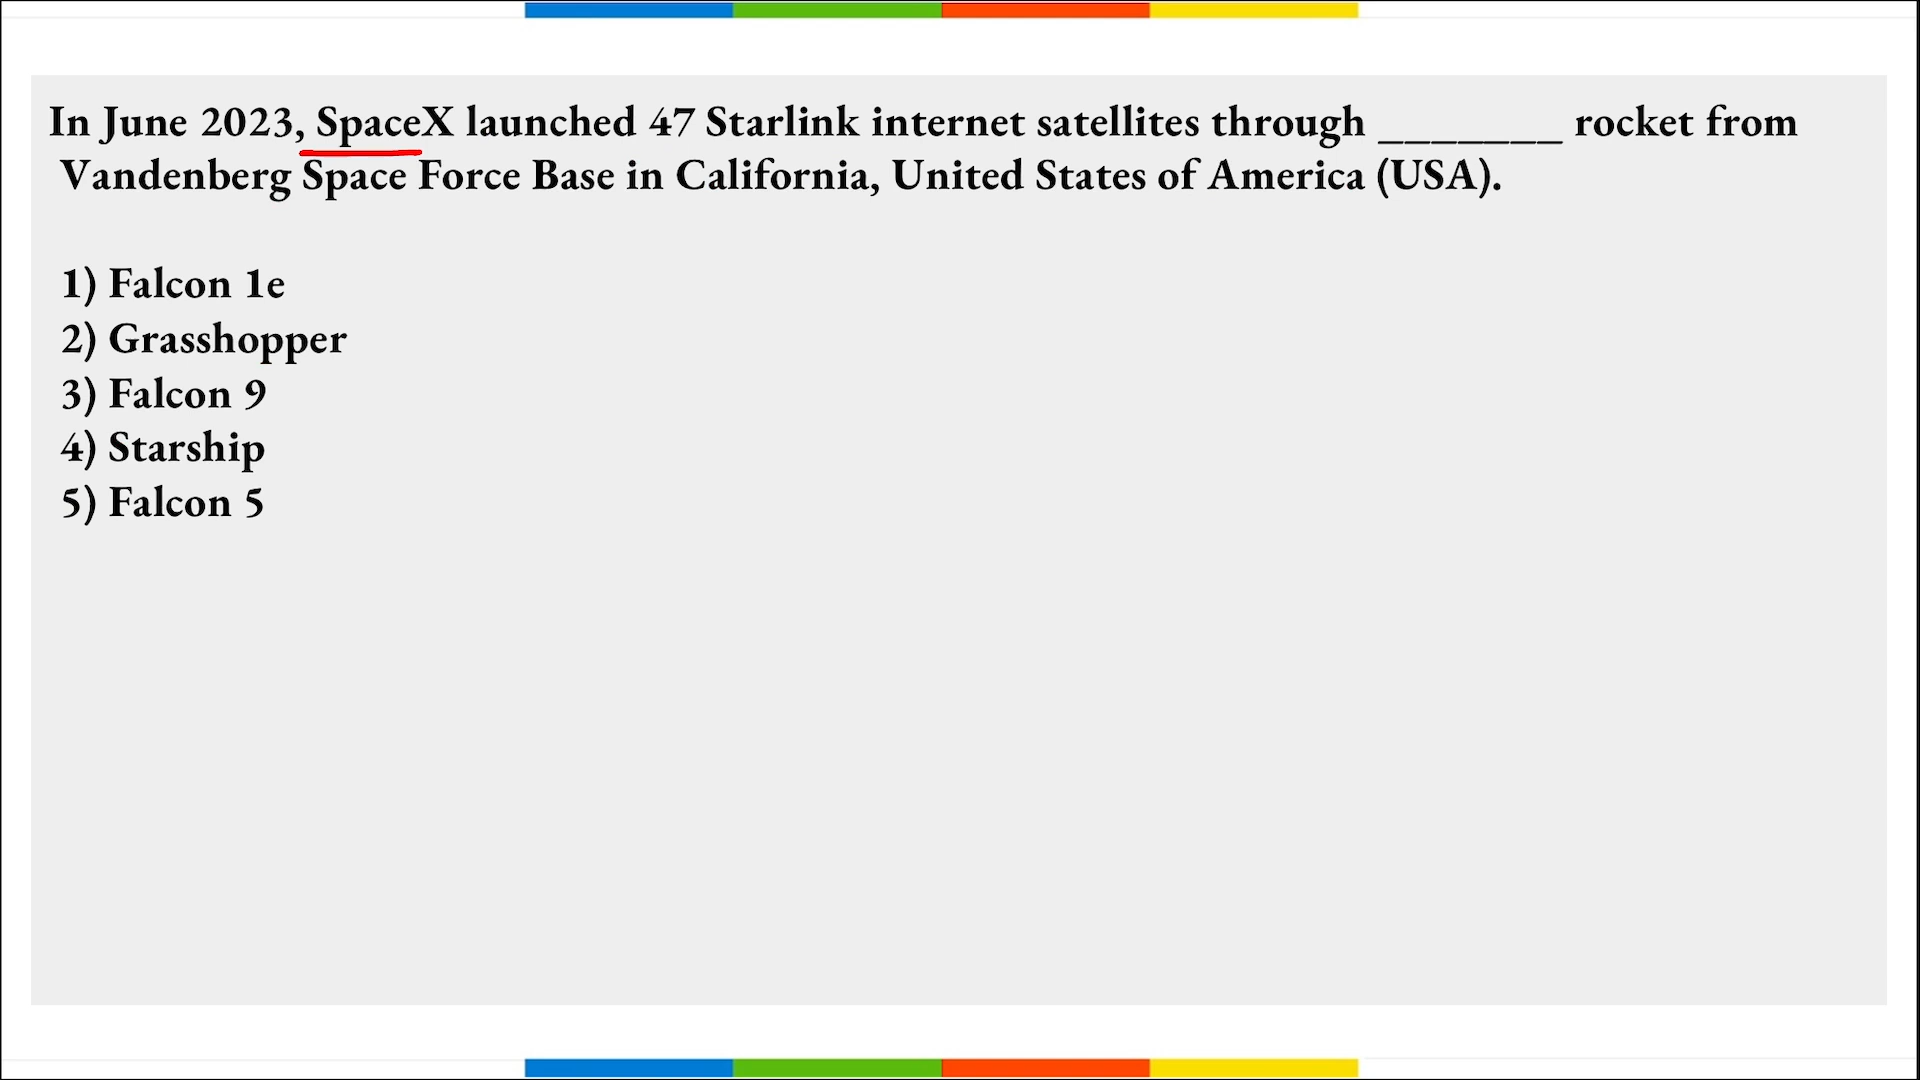 In June 2023, SpaceX launched 47 Starlink internet satellites through _______ rocket from
Vandenberg Space Force Base in California, United States of America (USA).
1) Falcon 1e
2) Grasshopper
3) Falcon 9
4) Starship
5) Falcon 5